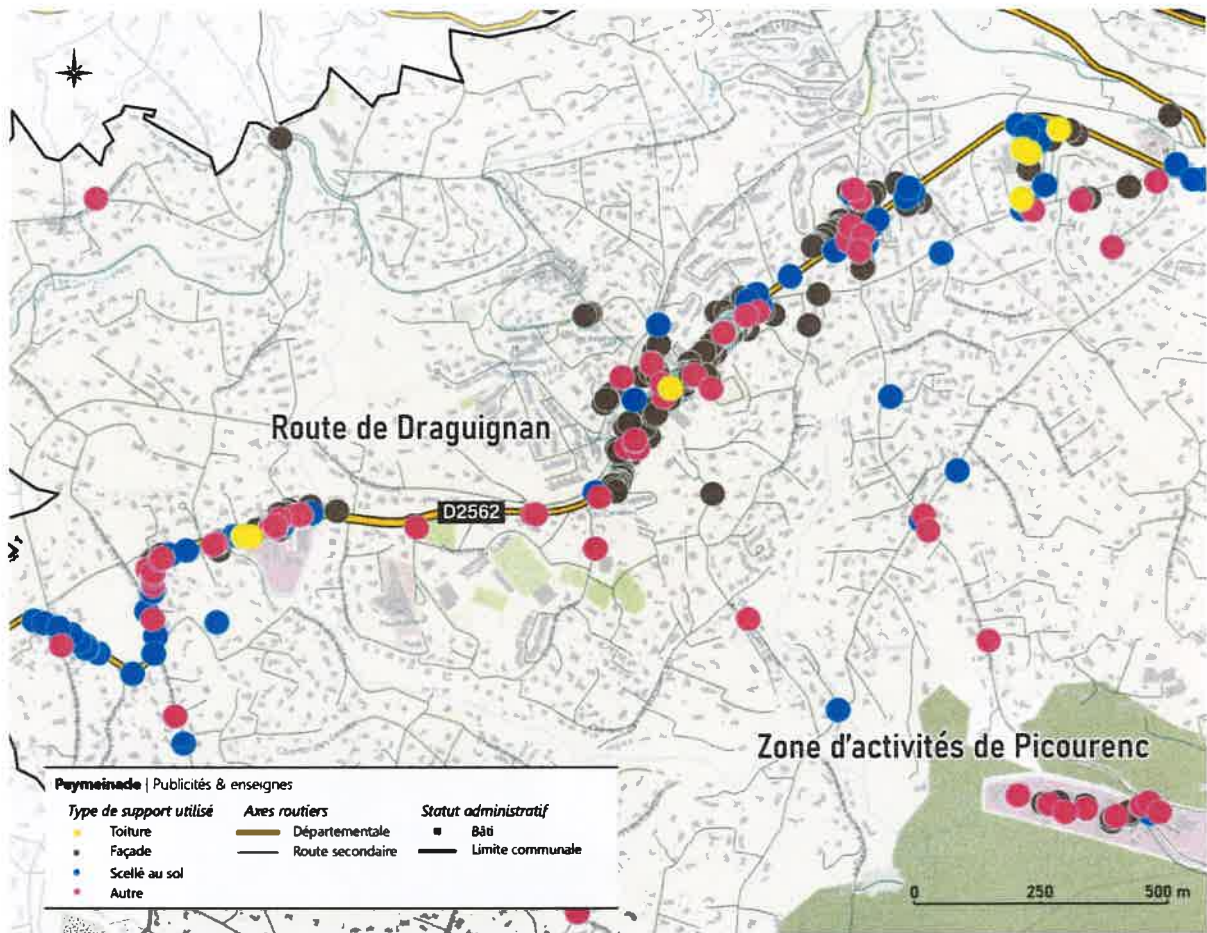 Route de Draguignan
D2562
Zone d'activités de Picourenc
Peymeinade | Publicités & enseignes
Type de support utilisé
Toiture
Façade
Scellé au sol
Autre
Axes routiers
Départementale
Route secondaire
Statut administratif
Bâti
Limite communale
0 250 500 m